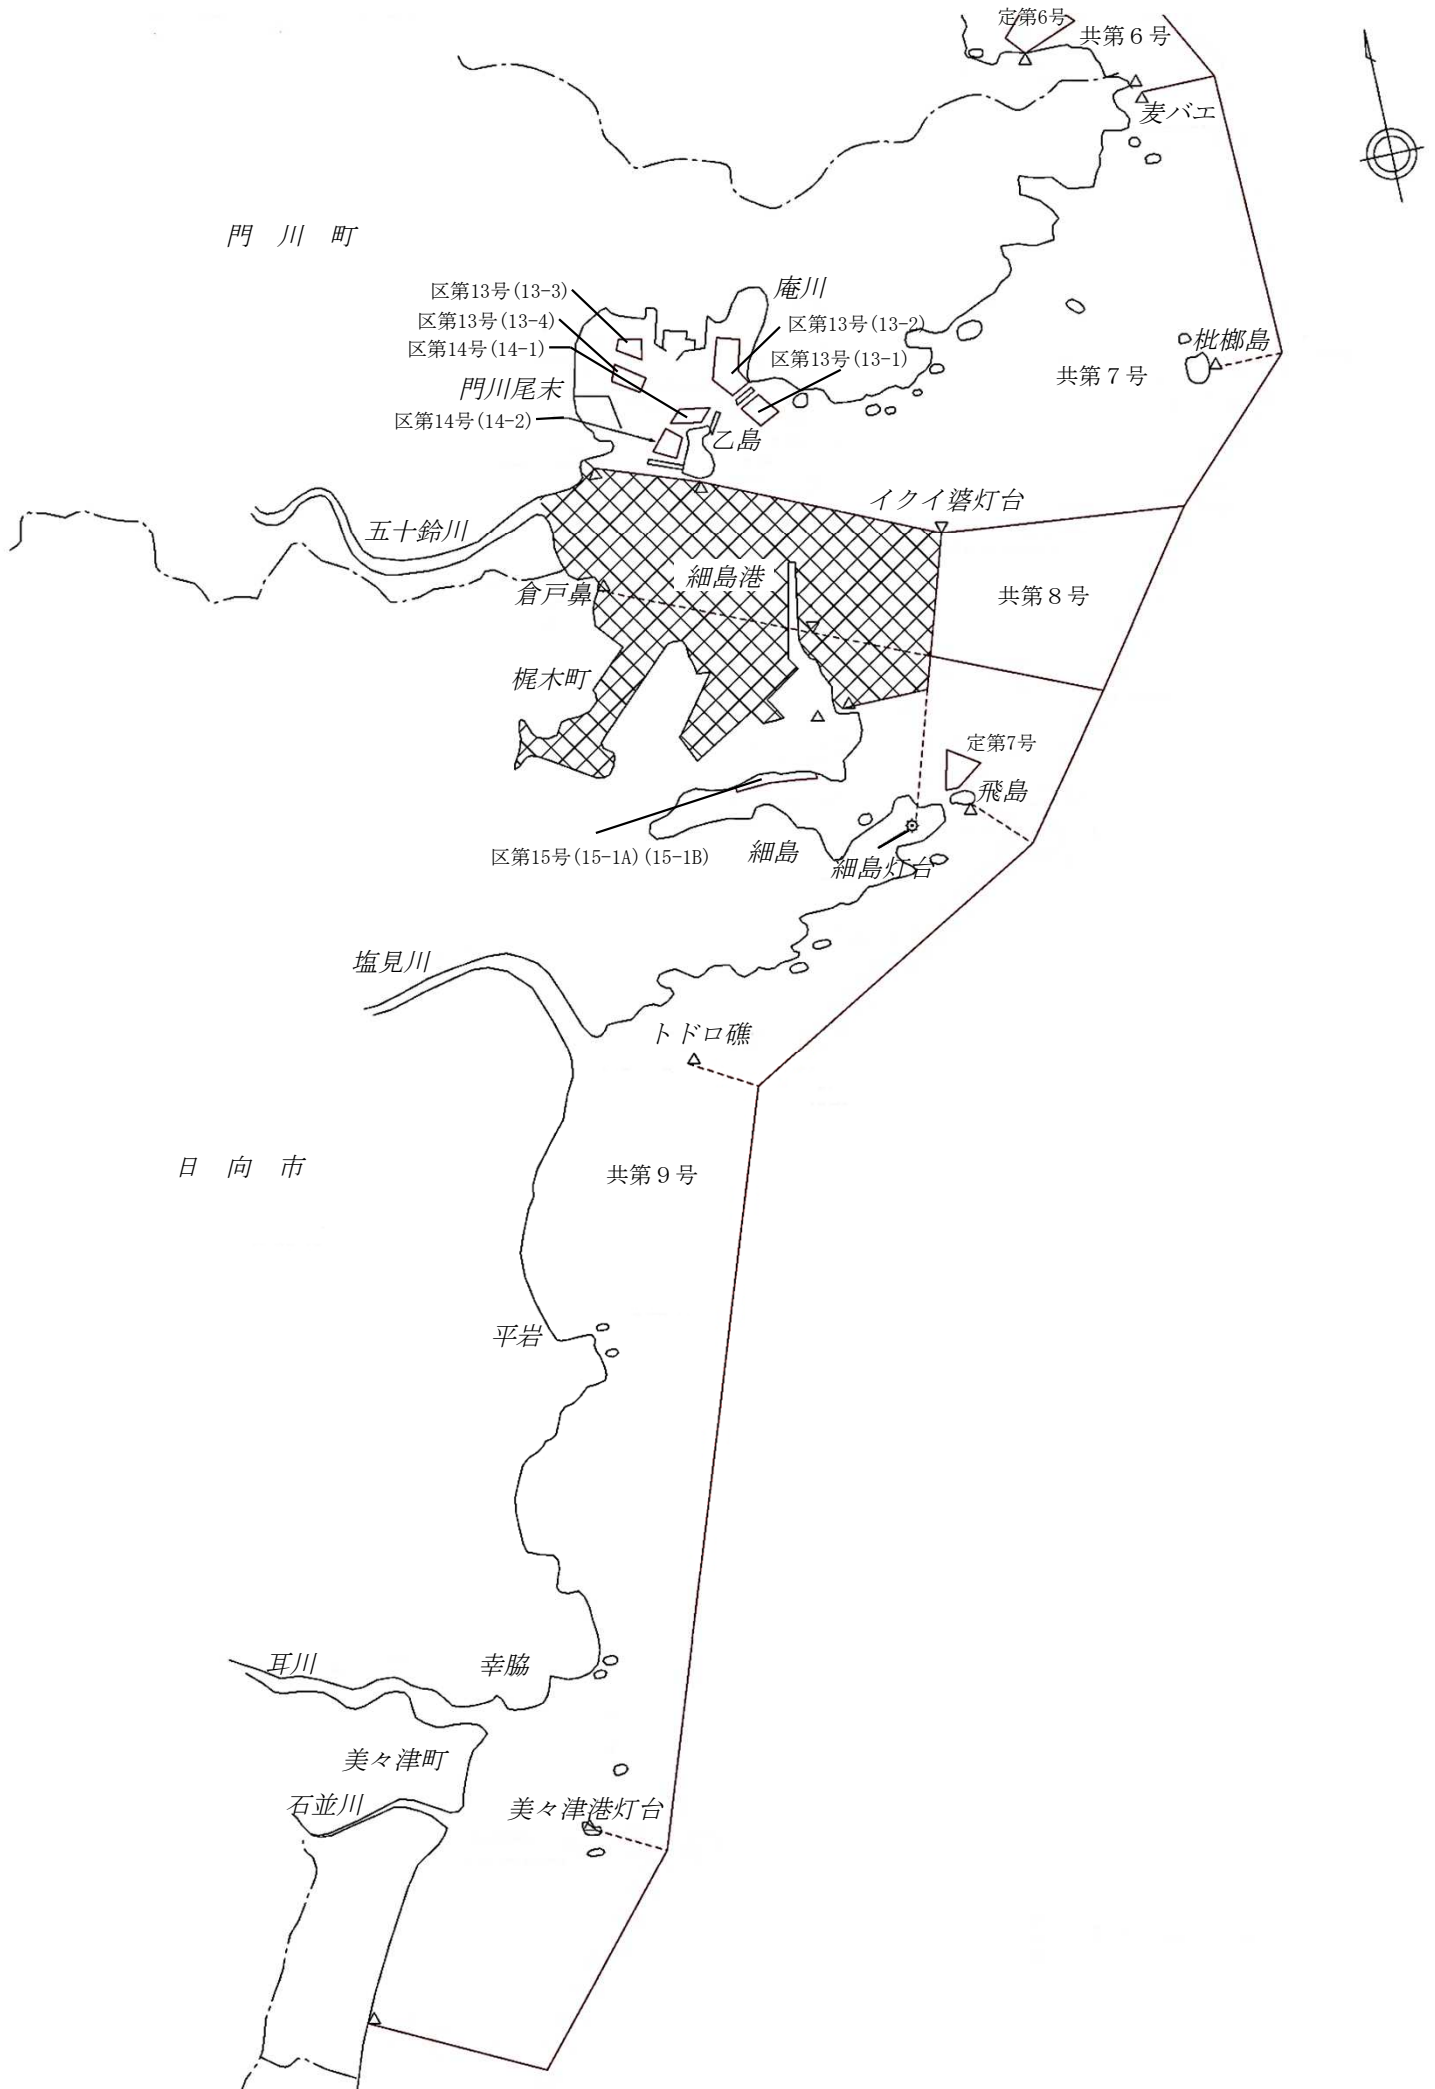 定第6号
共第６号
麦バエ
門　川　町
庵川
区第13号(13-3)
区第13号(13-4)
区第13号(13-2)
区第14号(14-1)
区第13号(13-1)
枇榔島
共第７号
門川尾末
区第14号(14-2)
乙島
イクイ碆灯台
五十鈴川
細島港
倉戸鼻
共第８号
梶木町
定第7号
飛島
区第15号(15-1A)(15-1B)
細島
細島灯台
塩見川
トドロ礁
日　向　市
共第９号
平岩
耳川
幸脇
美々津町
石並川
美々津港灯台